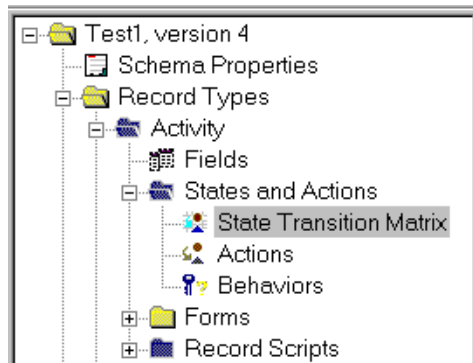 Test1, version 4
Schema Properties
Record Types
Activity
Fields
States and Actions
State Transition Matrix
Actions
Behaviors
Forms
Record Scripts